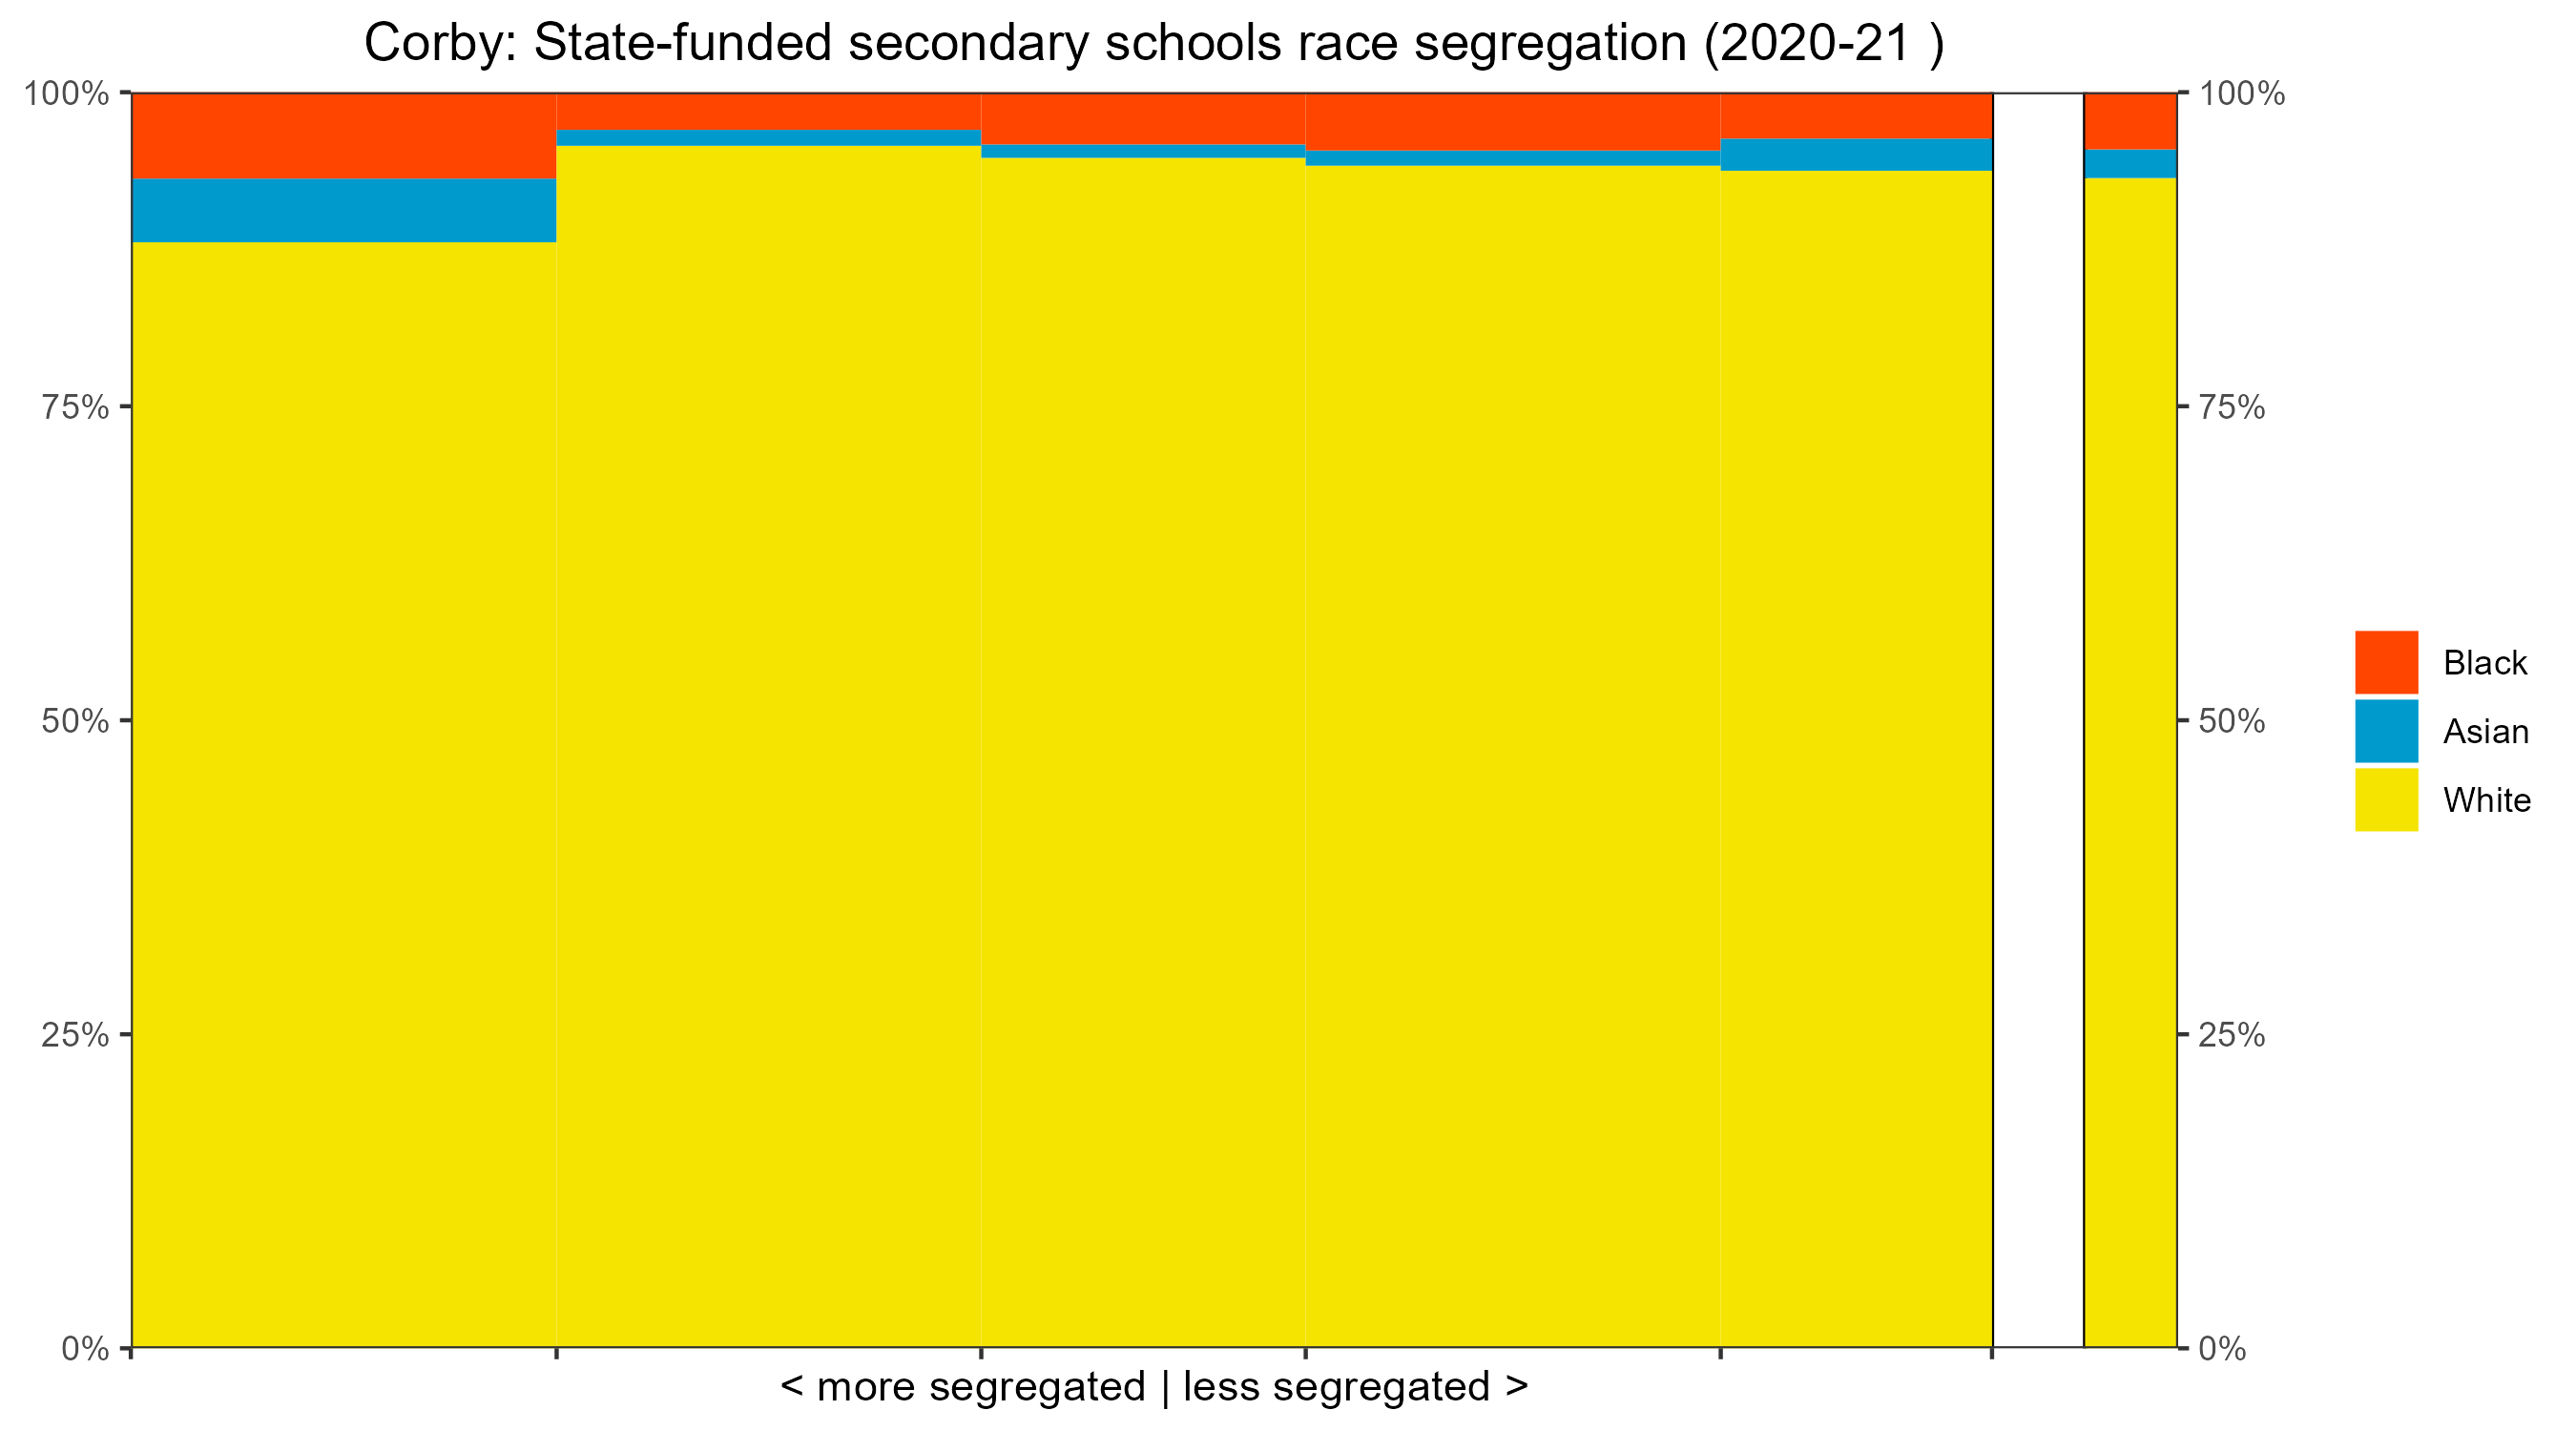 Corby: State-funded secondary schools race segregation (2020-21 )
100%
75%
50%
25%
0%
100%
75%
50%
25%
0%
< more segregated | less segregated >
Black
Asian
White